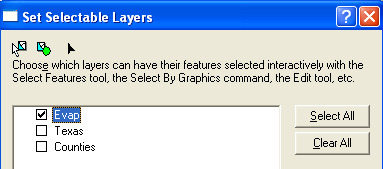 Set Selectable Layers
Choose which layers can have their features selected interactively with the
Select Features tool, the Select By Graphics command, the Edit tool, etc.
Evap
Texas
Counties
Select All
Clear All